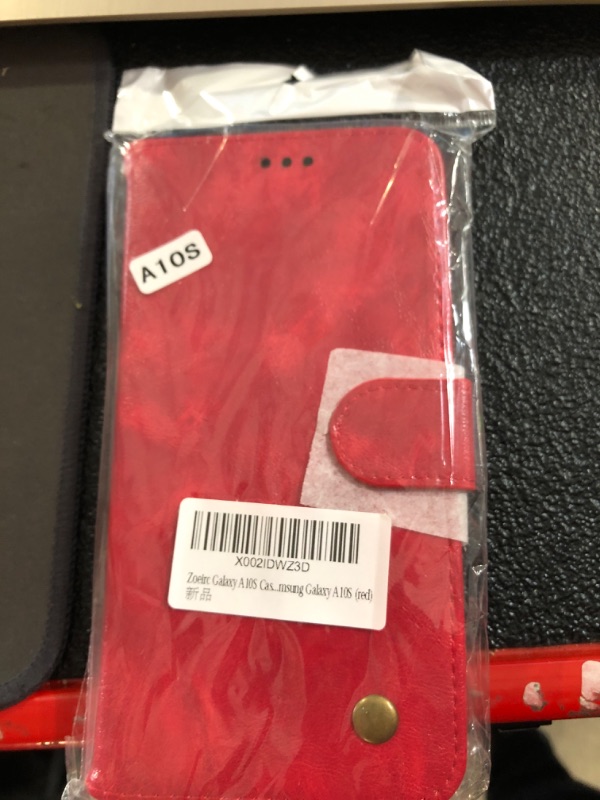 A10S
X002IDWZ3D
Zoeirc Galaxy A10S Cas...msung Galaxy A10S (red)
新品